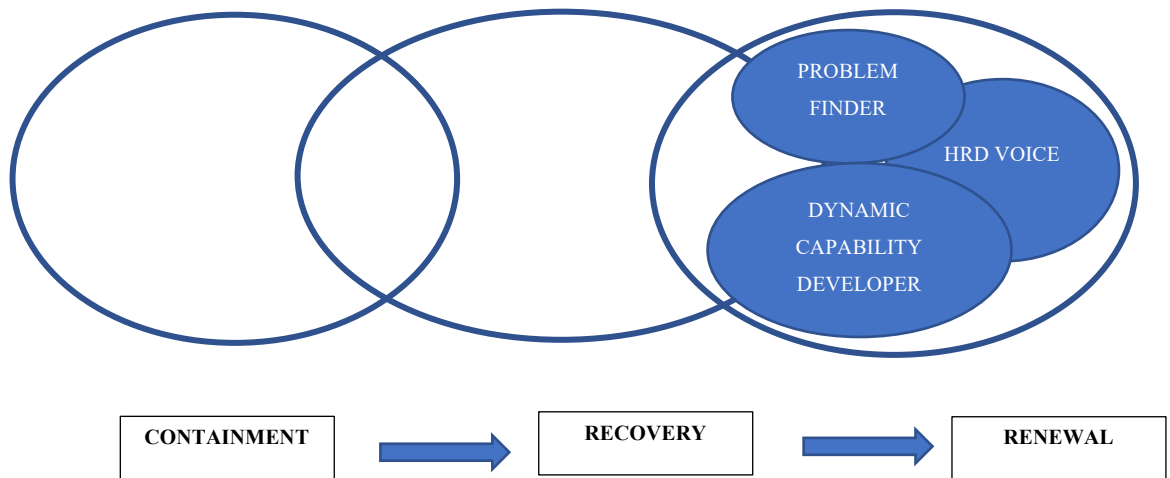 PROBLEM
FINDER
HRD VOICE
DYNAMIC
CAPABILITY
DEVELOPER
CONTAINMENT
RECOVERY
RENEWAL